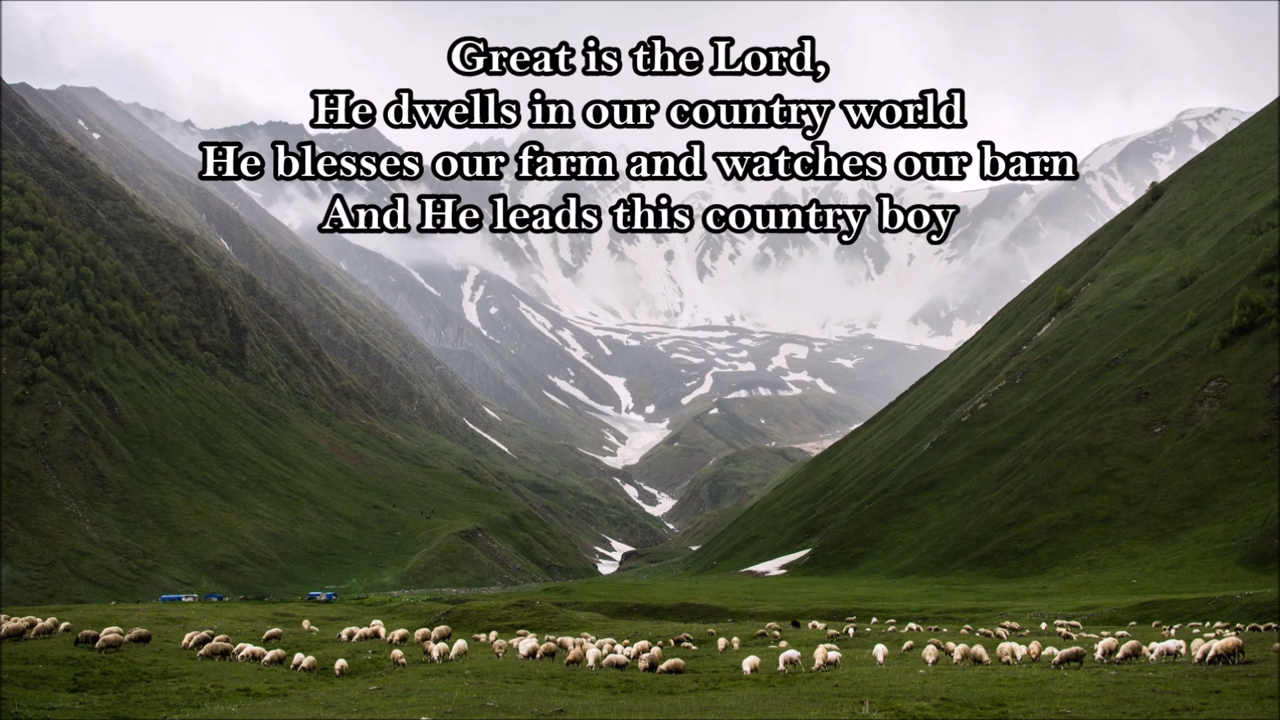 Great is the Lord,
He dwells in our country world
He blesses our farm and watches our barn
And He leads this country boy